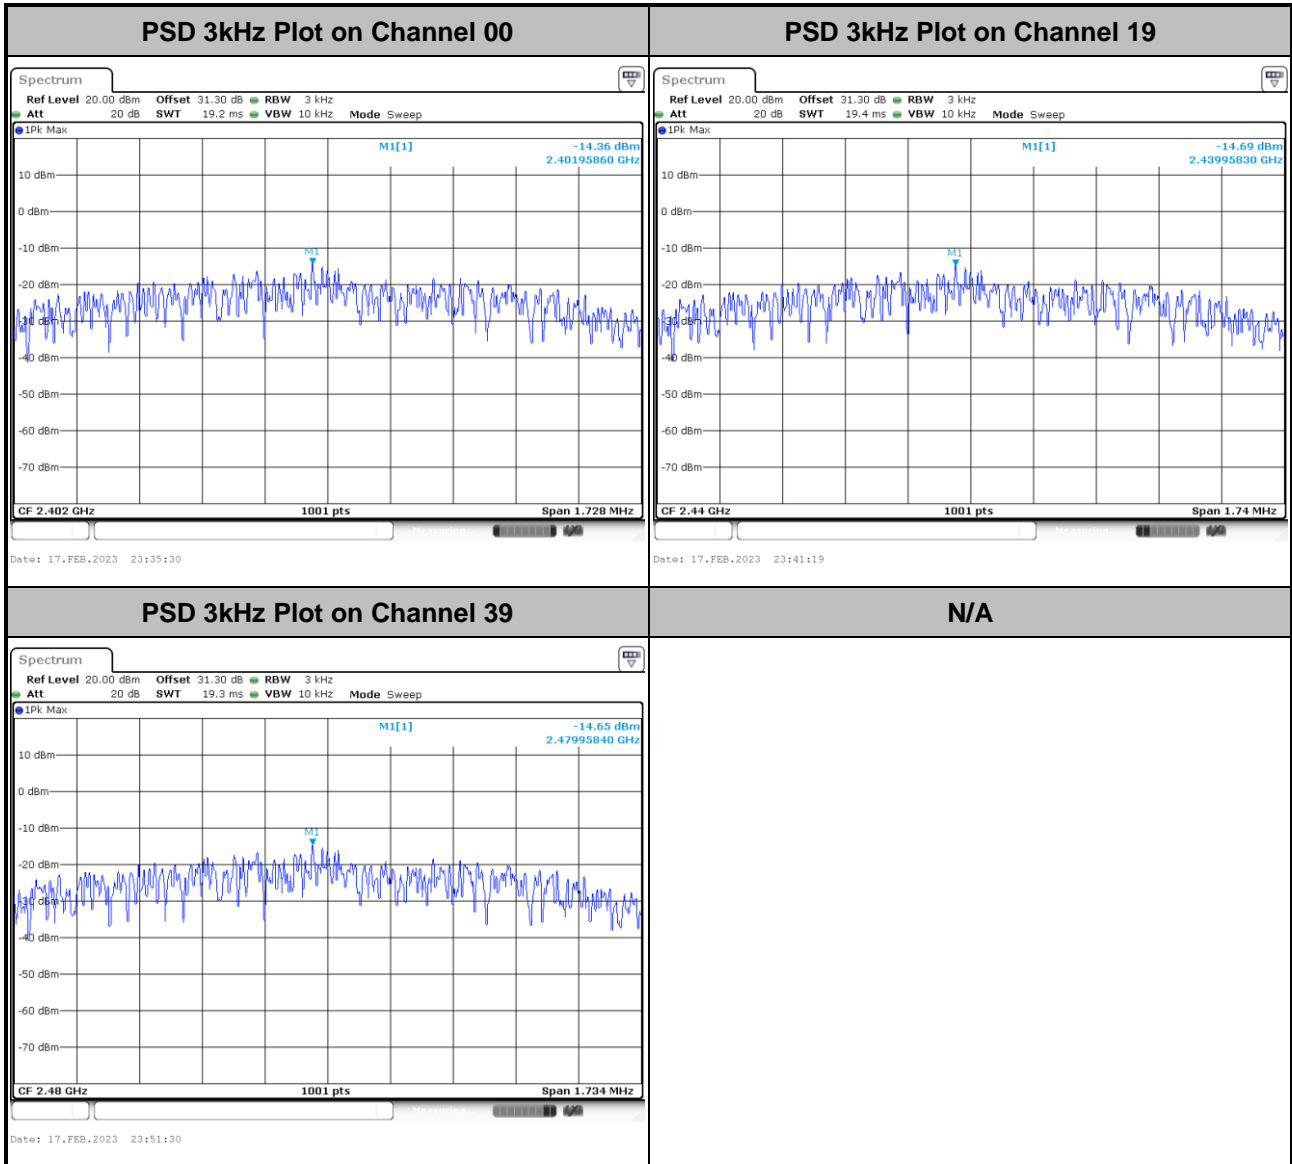 PSD 3kHz Plot on Channel 00
PSD 3kHz Plot on Channel 19
Spectrum
Ref Level 20.00 dBm Offset 31.30 dB RBW 3 kHz
Att 20 dB SWT 19.2 ms VBW 10 kHz Mode Sweep
1Pk Max
M1[1] -14.36 dBm
2.40195860 GHz
10 dBm
0 dBm
-10 dBm
M1
-20 dBm
-30 dBm
-40 dBm
-50 dBm
-60 dBm
-70 dBm
CF 2.402 GHz 1001 pts Span 1.728 MHz
Measuring
Date: 17.FEB.2023 23:35:30
Spectrum
Ref Level 20.00 dBm Offset 31.30 dB RBW 3 kHz
Att 20 dB SWT 19.4 ms VBW 10 kHz Mode Sweep
1Pk Max
M1[1] -14.69 dBm
2.43995830 GHz
10 dBm
0 dBm
-10 dBm
M1
-20 dBm
-30 dBm
-40 dBm
-50 dBm
-60 dBm
-70 dBm
CF 2.44 GHz 1001 pts Span 1.74 MHz
Measuring
Date: 17.FEB.2023 23:41:19
PSD 3kHz Plot on Channel 39
N/A
Spectrum
Ref Level 20.00 dBm Offset 31.30 dB RBW 3 kHz
Att 20 dB SWT 19.3 ms VBW 10 kHz Mode Sweep
1Pk Max
M1[1] -14.65 dBm
2.47995840 GHz
10 dBm
0 dBm
-10 dBm
M1
-20 dBm
-30 dBm
-40 dBm
-50 dBm
-60 dBm
-70 dBm
CF 2.48 GHz 1001 pts Span 1.734 MHz
Measuring
Date: 17.FEB.2023 23:51:30